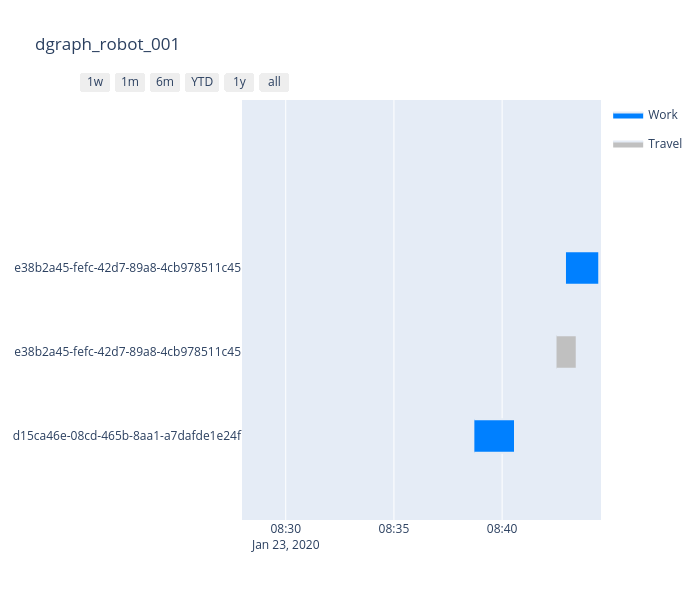 dgraph_robot_001
1w 1m 6m YTD 1y all
Work
Travel
e38b2a45-fefc-42d7-89a8-4cb978511c45
e38b2a45-fefc-42d7-89a8-4cb978511c45
d15ca46e-08cd-465b-8aa1-a7dafde1e24f
08:30 08:35 08:40
Jan 23, 2020